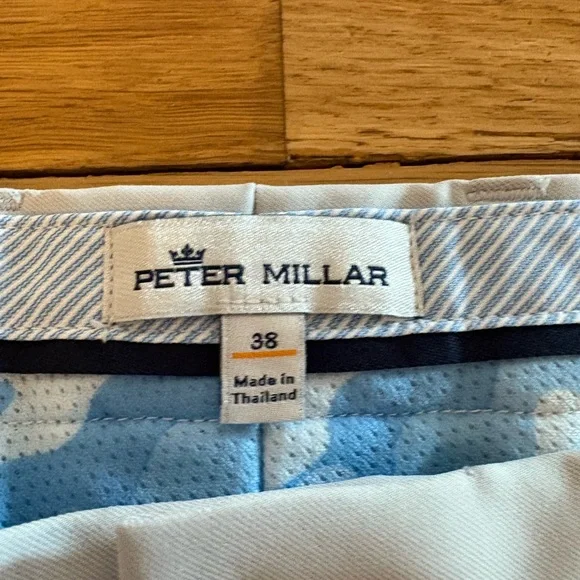 PETER MILLAR
38
Made in
Thailand